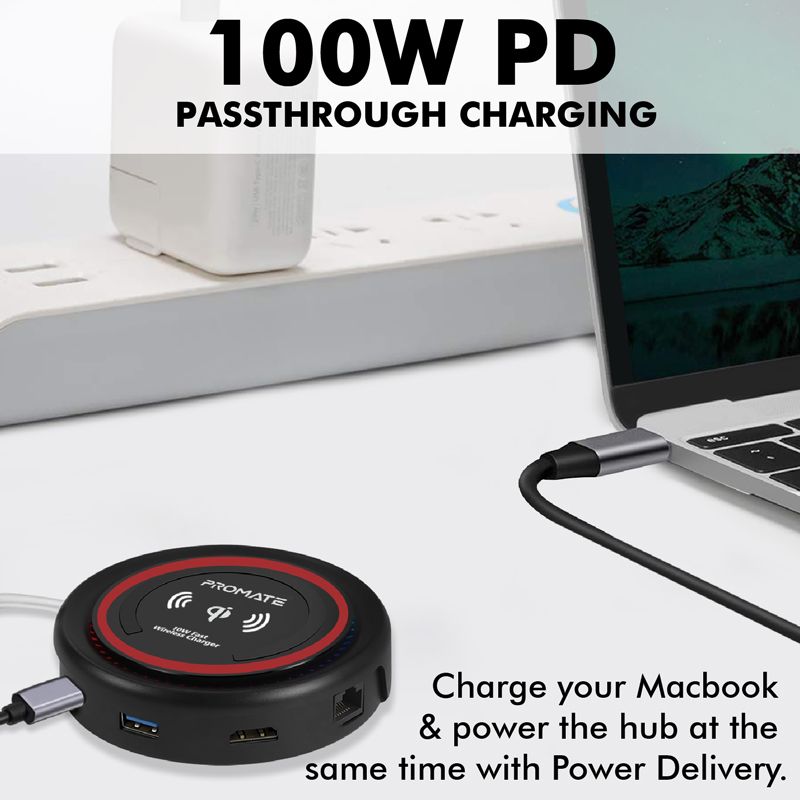 100W PD
PASSTHROUGH CHARGING
esc
PROMATE
qi
10W Fast
Wireless Charger
Charge your Macbook
& power the hub at the
same time with Power Delivery.